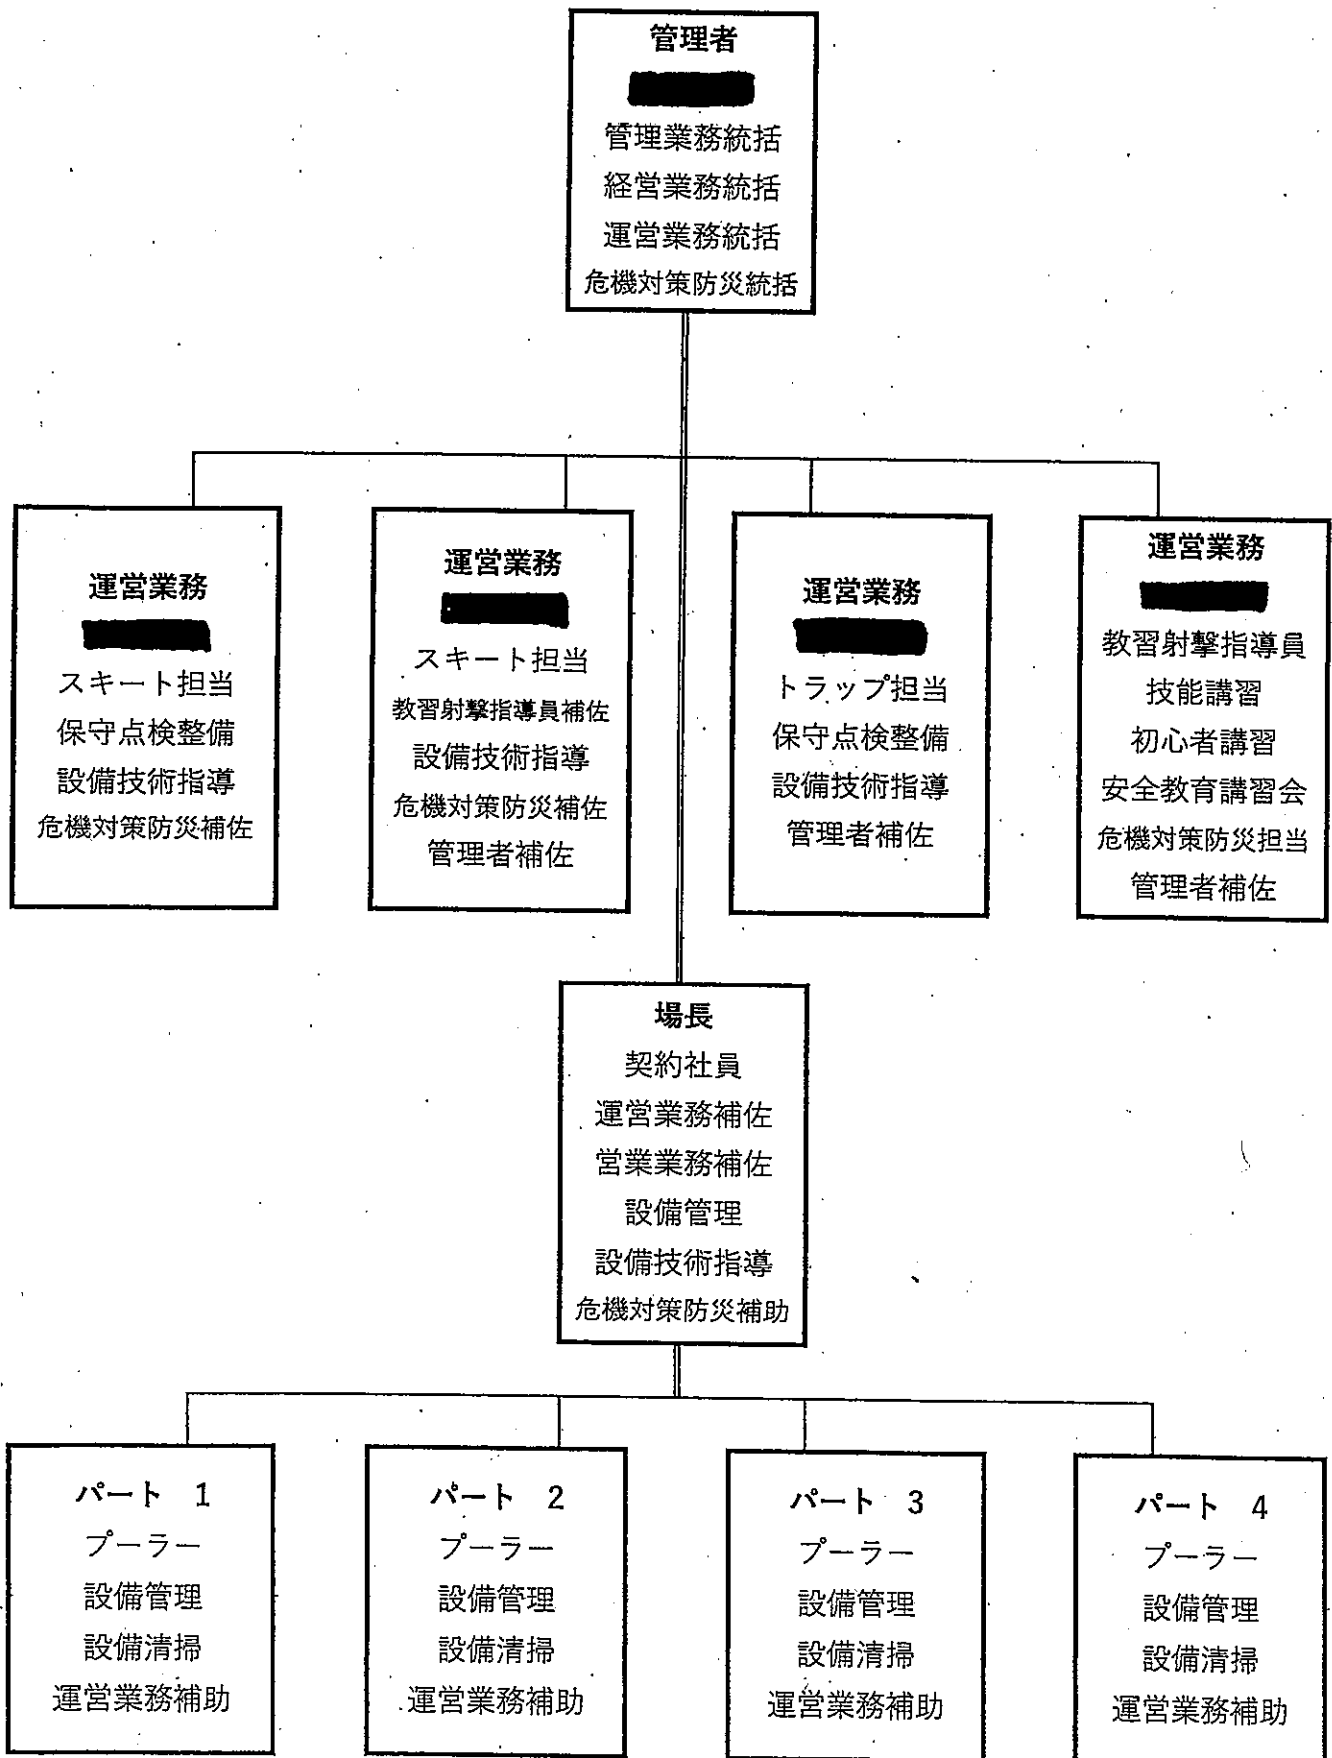 管理者
管理業務統括
経営業務統括
運営業務統括
危機対策防災統括
運営業務
スキート担当
保守点検整備
設備技術指導
危機対策防災補佐
運営業務
スキート担当
教習射撃指導員補佐
設備技術指導
危機対策防災補佐
管理者補佐
運営業務
トラップ担当
保守点検整備
設備技術指導
管理者補佐
運営業務
教習射撃指導員
技能講習
初心者講習
安全教育講習会
危機対策防災担当
管理者補佐
場長
契約社員
運営業務補佐
営業業務補佐
設備管理
設備技術指導
危機対策防災補助
パート 1
プーラー
設備管理
設備清掃
運営業務補助
パート 2
プーラー
設備管理
設備清掃
運営業務補助
パート 3
プーラー
設備管理
設備清掃
運営業務補助
パート 4
プーラー
設備管理
設備清掃
運営業務補助